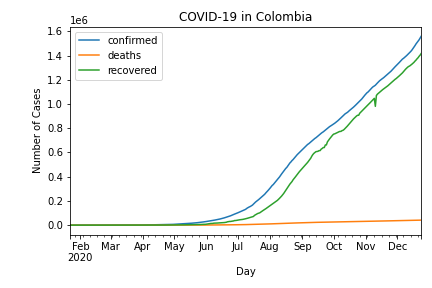 COVID-19 in Colombia
1e6
1.6
1.4
1.2
1.0
0.8
0.6
0.4
0.2
0.0
Number of Cases
confirmed
deaths
recovered
Feb Mar Apr May Jun Jul Aug Sep Oct Nov Dec
2020
Day